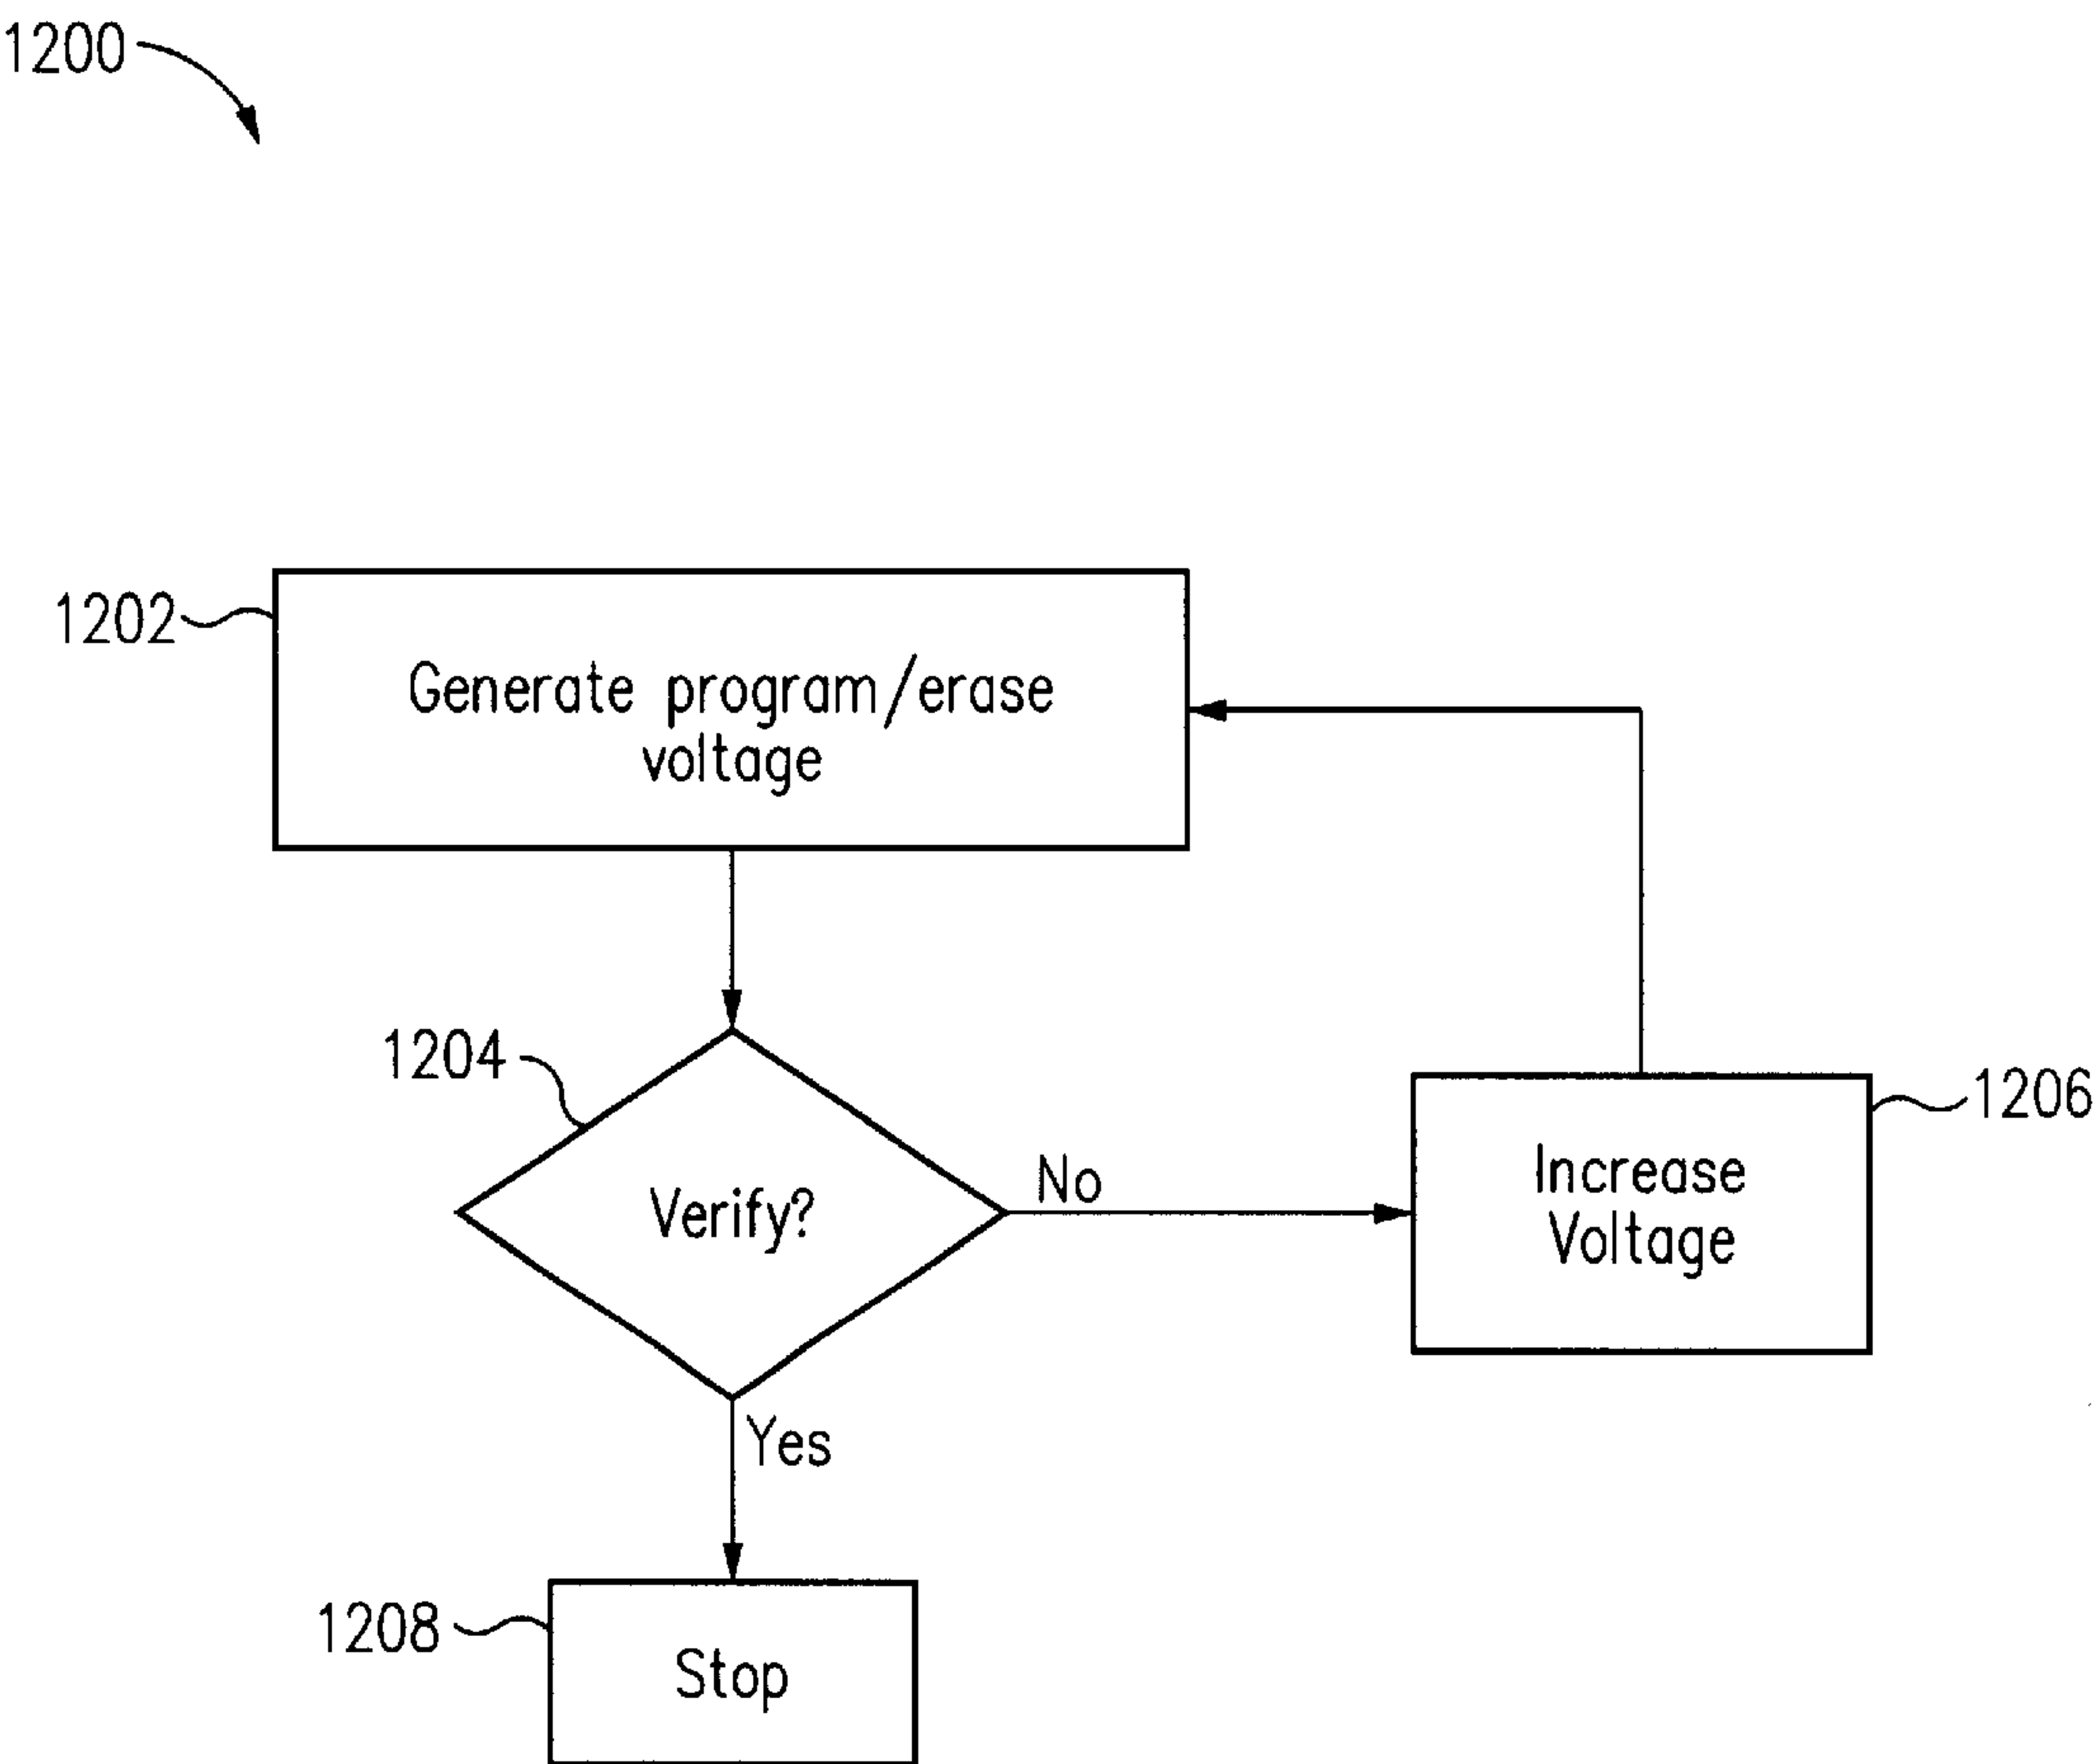 1200
1202
Generate program/erase
voltage
1204
Verify?
No
1206
Increase
Voltage
Yes
1208
Stop